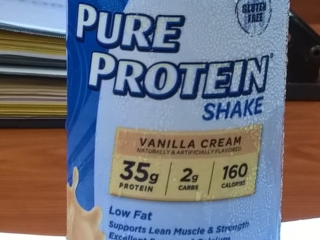 GLUTEN
FREE
PURE
PROTEIN
SHAKE
VANILLA CREAM
NATURALLY & ARTIFICIALLY FLAVORED
35g PROTEIN 2g CARBS 160 CALORIES
Low Fat
Supports Lean Muscle & Strength
Excellent